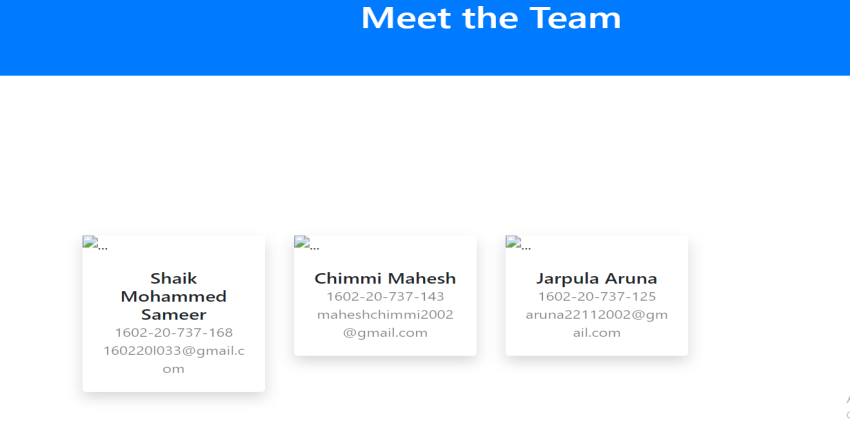 Meet the Team
...
Shaik
Mohammed
Sameer
1602-20-737-168
160220l033@gmail.c
om
...
Chimmi Mahesh
1602-20-737-143
maheshchimmi2002
@gmail.com
...
Jarpula Aruna
1602-20-737-125
aruna22112002@gm
ail.com